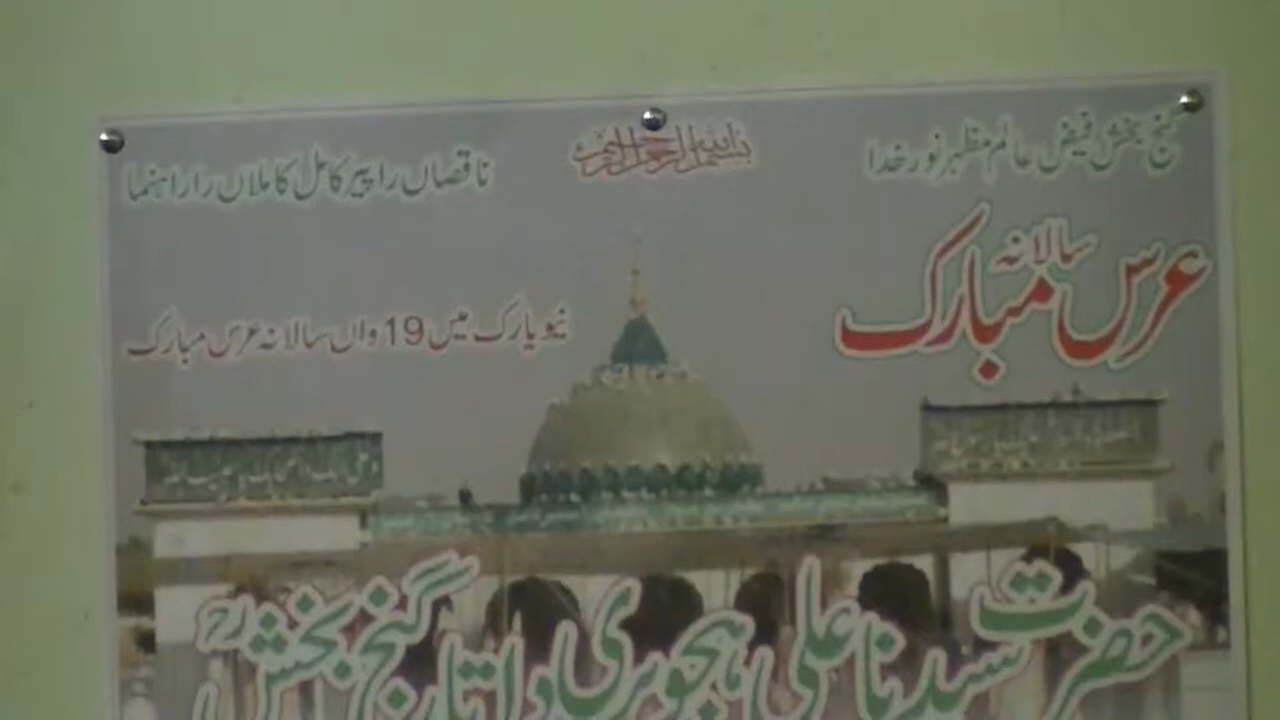 بسم اللہ الرحمن الرحیم
گنج بخش فیض عالم مظہر نور خدا
ناقصاں را پیر کامل کاملاں را راہنما
سالانہ
عرس مبارک
نیویارک میں 19 واں سالانہ عرس مبارک
حضرت سیدنا علی ہجویری داتا گنج بخش رح